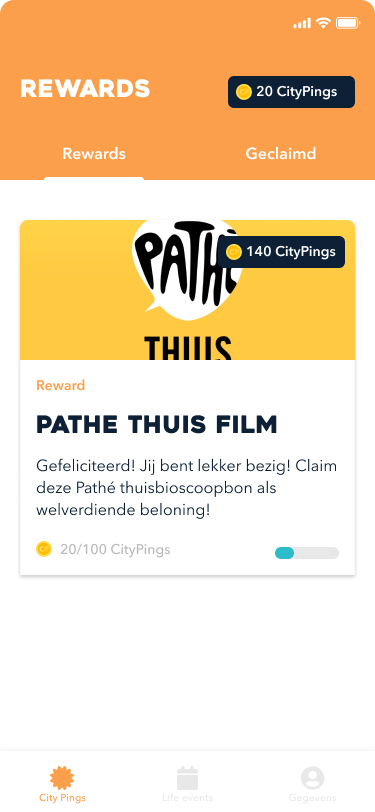 REWARDS
20 CityPings
Rewards
Geclaimd
PATHÉ
140 CityPings
THUIS
Reward
PATHE THUIS FILM
Gefeliciteerd! Jij bent lekker bezig! Claim
deze Pathé thuisbioscoopbon als
welverdiende beloning!
20/100 CityPings
City Pings
Life events
Gegevens